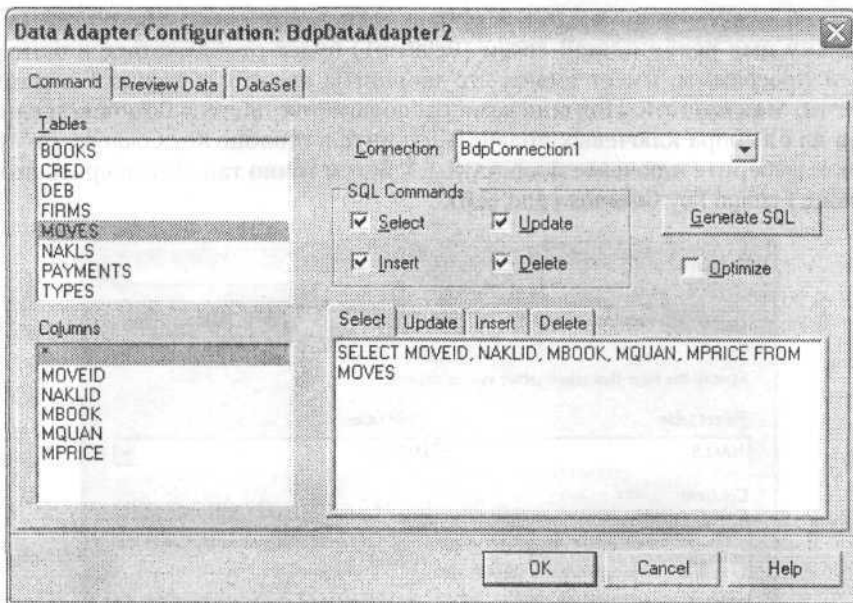 Data Adapter Configuration: BdpDataAdapter2
Command Preview Data DataSet
Tables
BOOKS
CRED
DEB
FIRMS
MOVES
NAKLS
PAYMENTS
TYPES
Connection BdpConnection1
SQL Commands
Select Update
Insert Delete
Generate SQL
Optimize
Columns
*
MOVEID
NAKLID
MBOOK
MQUAN
MPRICE
Select Update Insert Delete
SELECT MOVEID, NAKLID, MBOOK, MQUAN, MPRICE FROM
MOVES
OK Cancel Help